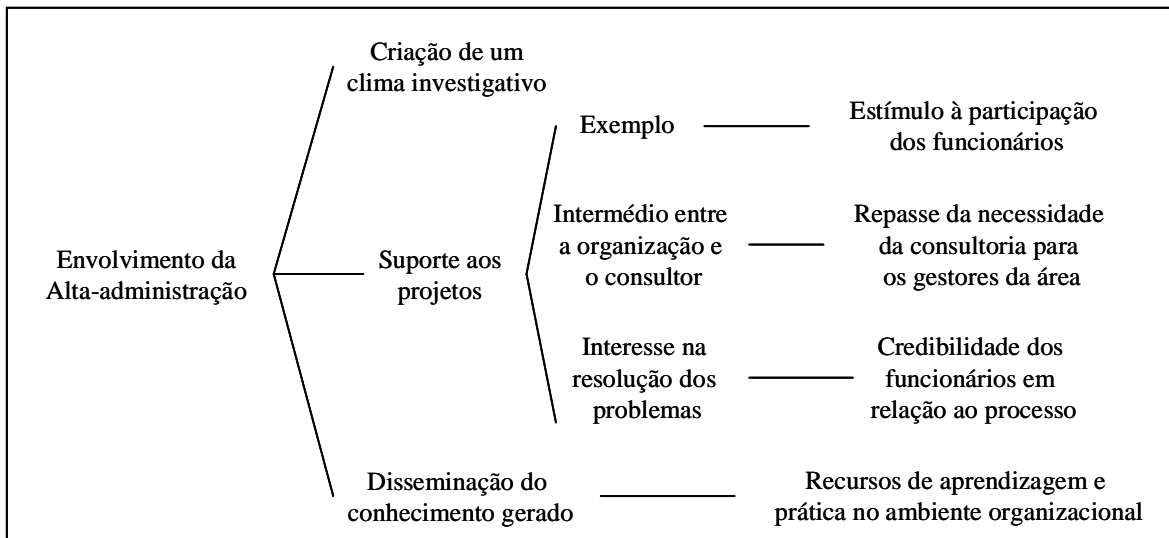 Criação de um
clima investigativo
Exemplo
Estímulo à participação
dos funcionários
Envolvimento da
Alta-administração
Suporte aos
projetos
Intermédio entre
a organização e
o consultor
Repasse da necessidade
da consultoria para
os gestores da área
Interesse na
resolução dos
problemas
Credibilidade dos
funcionários em
relação ao processo
Disseminação do
conhecimento gerado
Recursos de aprendizagem e
prática no ambiente organizacional